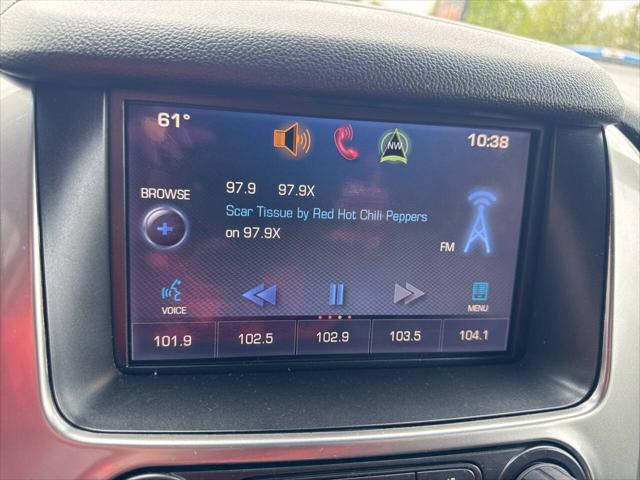 61°
NW
10:38
BROWSE
97.9 97.9X
Scar Tissue by Red Hot Chili Peppers
on 97.9X
FM
VOICE
MENU
101.9 102.5 102.9 103.5 104.1